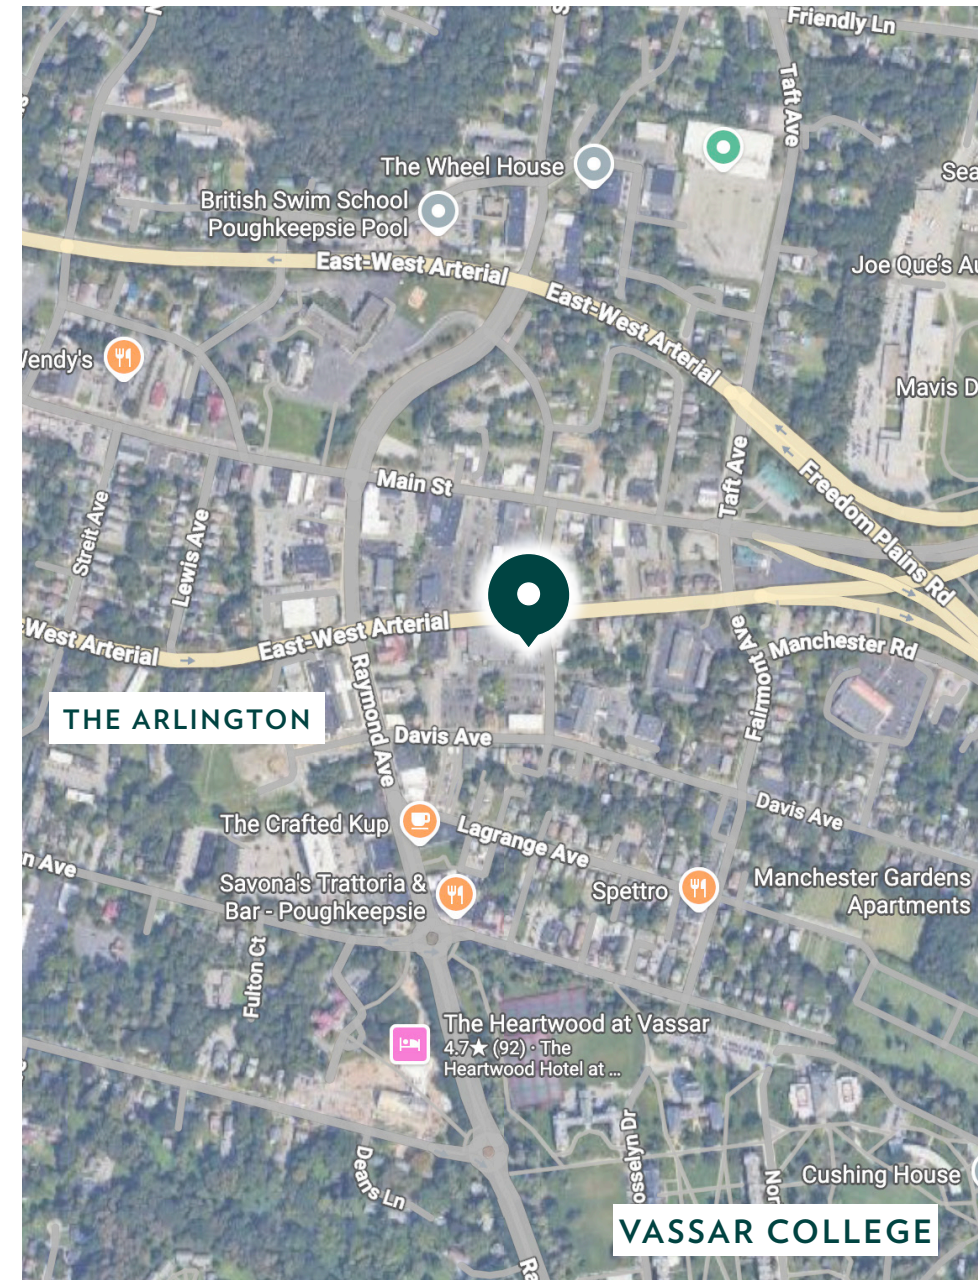 Friendly Ln
Taft Ave
The Wheel House
British Swim School
Poughkeepsie Pool
East-West Arterial
East-West Arterial
Joe Que's
Wendy's
Mavis
Main St
Taft Ave
Freedom Plains Rd
Streit Ave
Lewis Ave
West Arterial
East-West Arterial
Fairmont Ave
Manchester Rd
THE ARLINGTON
Raymond Ave
Davis Ave
Davis Ave
The Crafted Kup
Lagrange Ave
n Ave
Savona's Trattoria &
Bar - Poughkeepsie
Spettro
Manchester Gardens
Apartments
Fulton Ct
The Heartwood at Vassar
4.7★ (92) · The
Heartwood Hotel at ...
Deans Ln
osselyn Dr
Cushing House
VASSAR COLLEGE